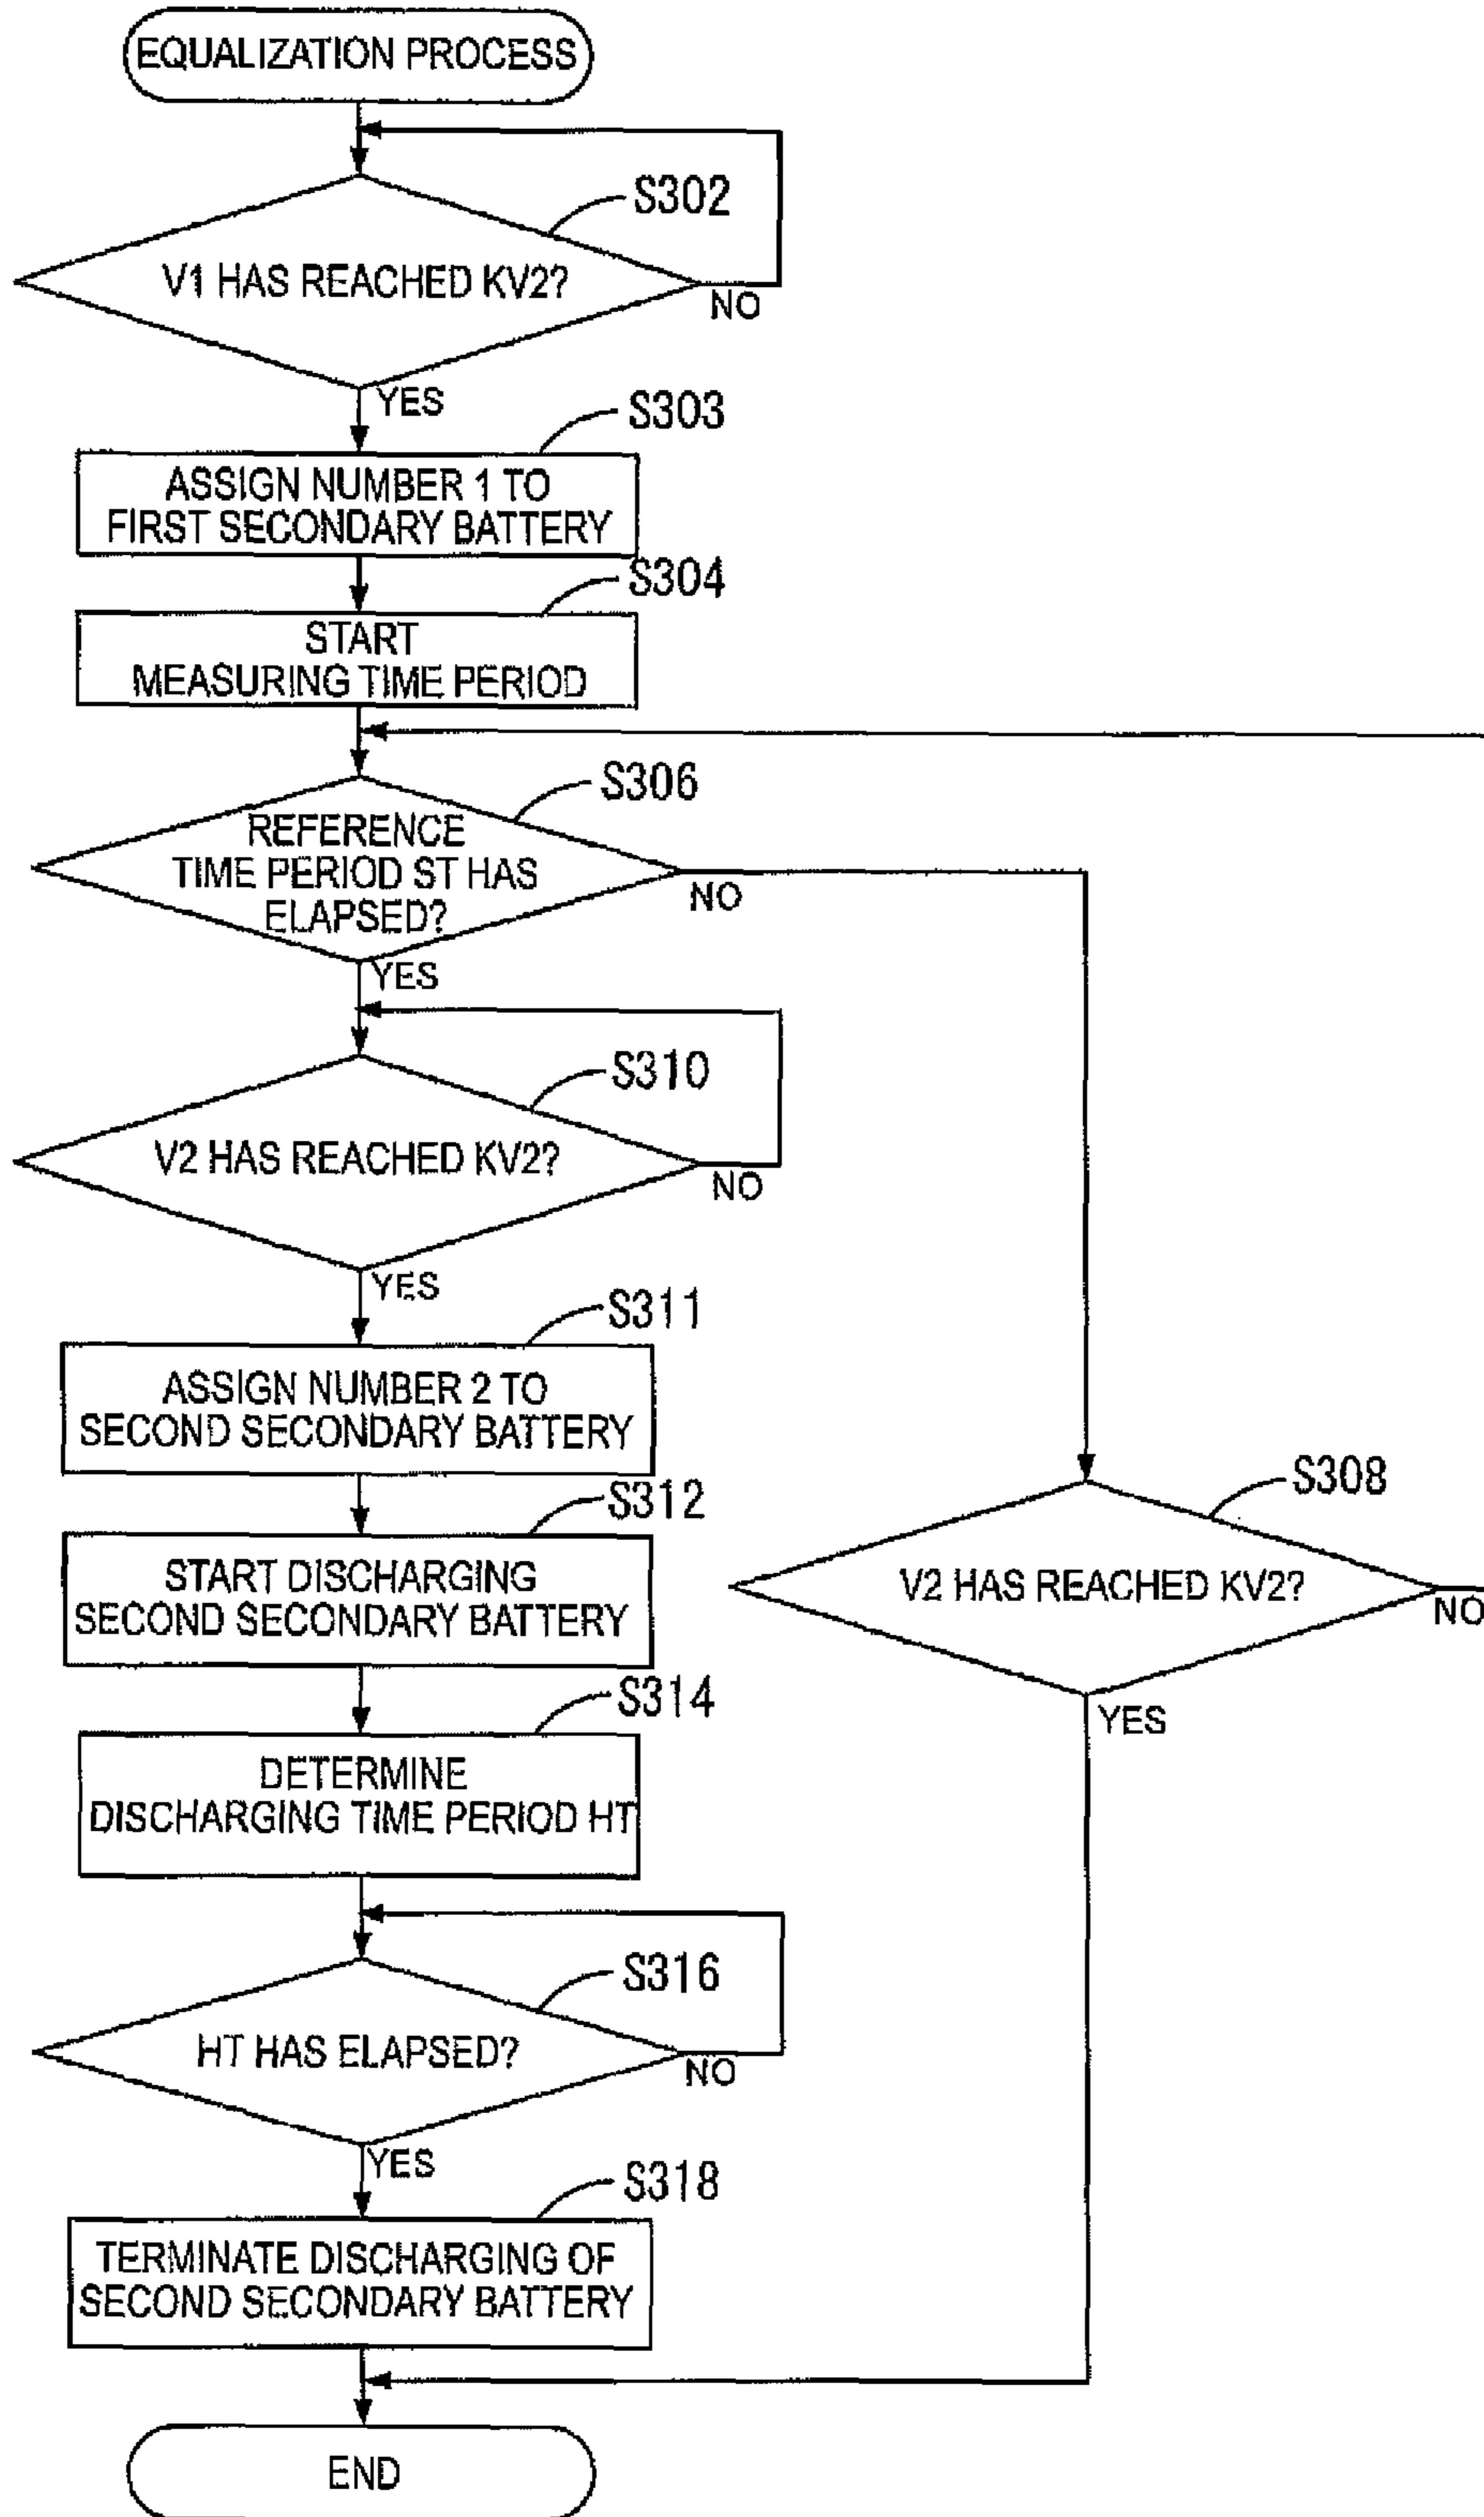 EQUALIZATION PROCESS
S302
V1 HAS REACHED KV2?
NO
YES
S303
ASSIGN NUMBER 1 TO
FIRST SECONDARY BATTERY
S304
START
MEASURING TIME PERIOD
S306
REFERENCE
TIME PERIOD ST HAS
ELAPSED?
NO
YES
S310
V2 HAS REACHED KV2?
NO
YES
S311
ASSIGN NUMBER 2 TO
SECOND SECONDARY BATTERY
S312
START DISCHARGING
SECOND SECONDARY BATTERY
S308
V2 HAS REACHED KV2?
NO
YES
S314
DETERMINE
DISCHARGING TIME PERIOD HT
S316
HT HAS ELAPSED?
NO
YES
S318
TERMINATE DISCHARGING OF
SECOND SECONDARY BATTERY
END